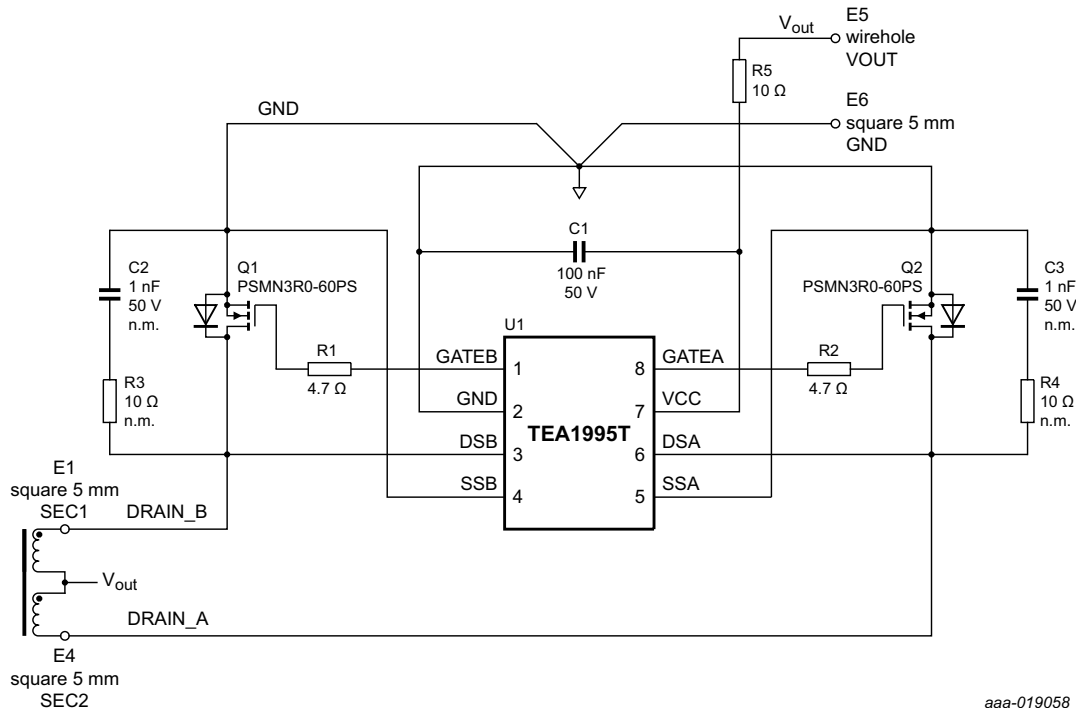 E5
V_out
wirehole
VOUT
R5
10 Ω
E6
square 5 mm
GND
GND
C1
100 nF
50 V
C2
1 nF
50 V
n.m.
Q1
PSMN3R0-60PS
Q2
PSMN3R0-60PS
C3
1 nF
50 V
n.m.
U1
R1
4.7 Ω
GATEB
1
GND
2
DSB
3
SSB
4
TEA1995T
GATEA
8
VCC
7
DSA
6
SSA
5
R2
4.7 Ω
R3
10 Ω
n.m.
R4
10 Ω
n.m.
E1
square 5 mm
SEC1
DRAIN_B
V_out
DRAIN_A
E4
square 5 mm
SEC2
aaa-019058